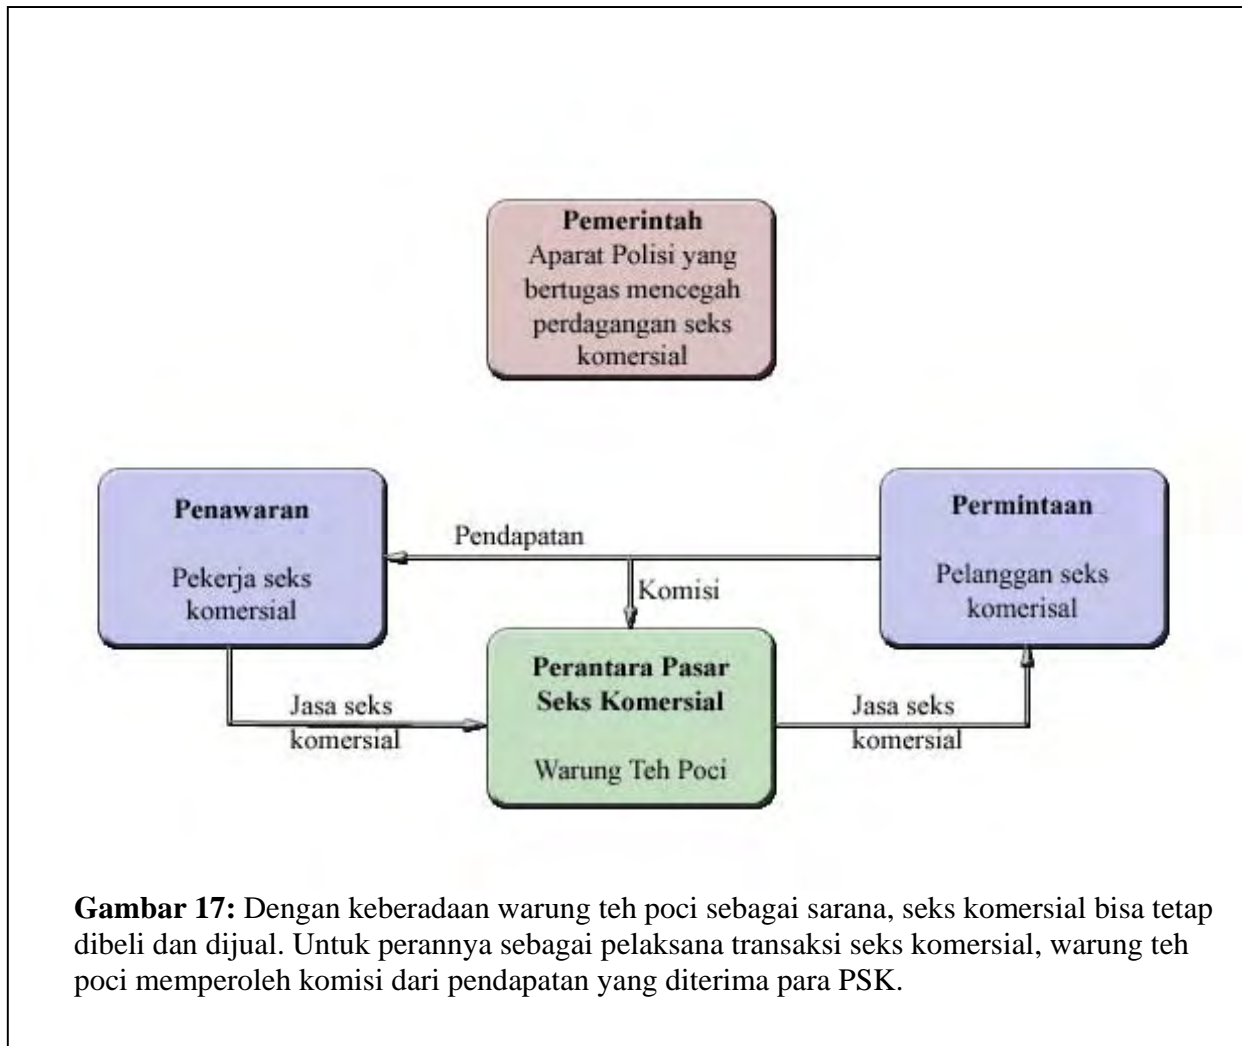 Pemerintah
Aparat Polisi yang
bertugas mencegah
perdagangan seks
komersial
Penawaran
Pekerja seks
komersial
Pendapatan
Komisi
Permintaan
Pelanggan seks
komerisal
Jasa seks
komersial
Perantara Pasar
Seks Komersial
Warung Teh Poci
Jasa seks
komersial
Gambar 17: Dengan keberadaan warung teh poci sebagai sarana, seks komersial bisa tetap
dibeli dan dijual. Untuk perannya sebagai pelaksana transaksi seks komersial, warung teh
poci memperoleh komisi dari pendapatan yang diterima para PSK.